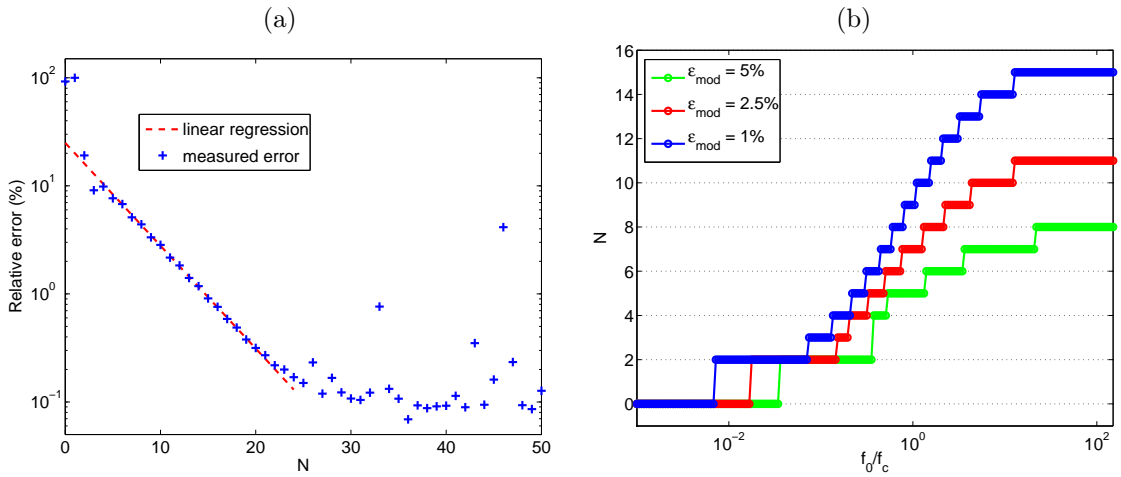 (a)
10^2
10^1
10^0
10^-1
Relative error (%)
linear regression
measured error
0 10 20 30 40 50
N
(b)
16
14
12
10
8
6
4
2
0
N
ε_mod = 5%
ε_mod = 2.5%
ε_mod = 1%
10^-2 10^0 10^2
f_0/f_c